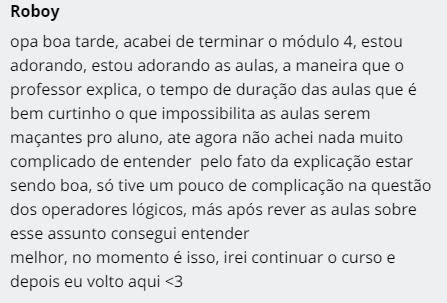 Roboy
opa boa tarde, acabei de terminar o módulo 4, estou
adorando, estou adorando as aulas, a maneira que o
professor explica, o tempo de duração das aulas que é
bem curtinho o que impossibilita as aulas serem
maçantes pro aluno, ate agora não achei nada muito
complicado de entender  pelo fato da explicação estar
sendo boa, só tive um pouco de complicação na questão
dos operadores lógicos, más após rever as aulas sobre
esse assunto consegui entender
melhor, no momento é isso, irei continuar o curso e
depois eu volto aqui <3